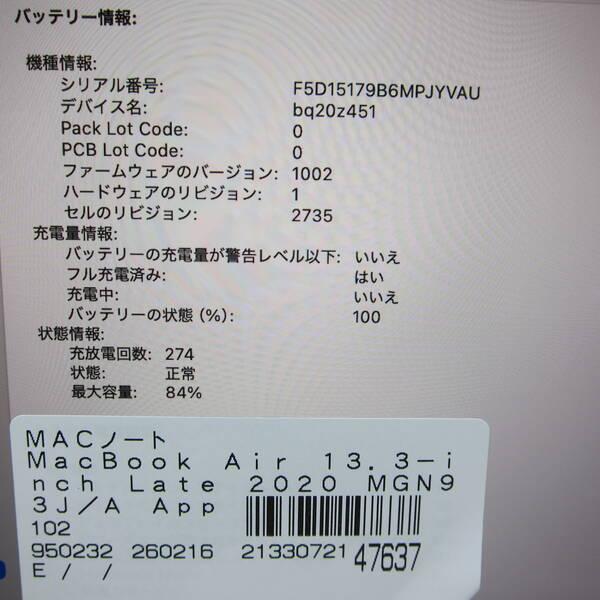 バッテリー情報:
機種情報:
シリアル番号: F5D15179B6MPJYVAU
デバイス名: bq20z451
Pack Lot Code: 0
PCB Lot Code: 0
ファームウェアのバージョン: 1002
ハードウェアのリビジョン: 1
セルのリビジョン: 2735
充電量情報:
バッテリーの充電量が警告レベル以下: いいえ
フル充電済み: はい
充電中: いいえ
バッテリーの状態 (%): 100
状態情報:
充放電回数: 274
状態: 正常
最大容量: 84%
MACノート
MacBook Air 13.3-i
nch Late 2020 MGN9
3J/A App
102
950232 260216 21330721 47637
E / /